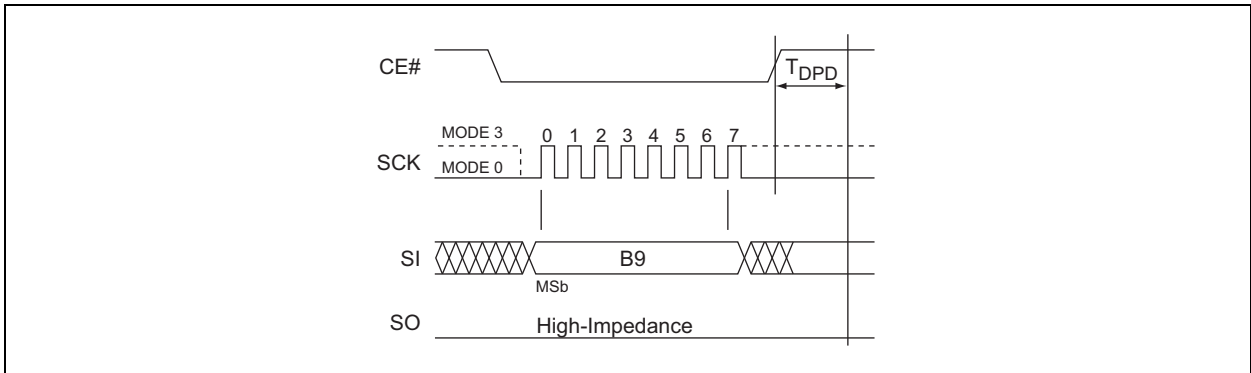 CE#
TDPD
MODE 3
0 1 2 3 4 5 6 7
SCK
MODE 0
SI
B9
MSb
SO
High-Impedance